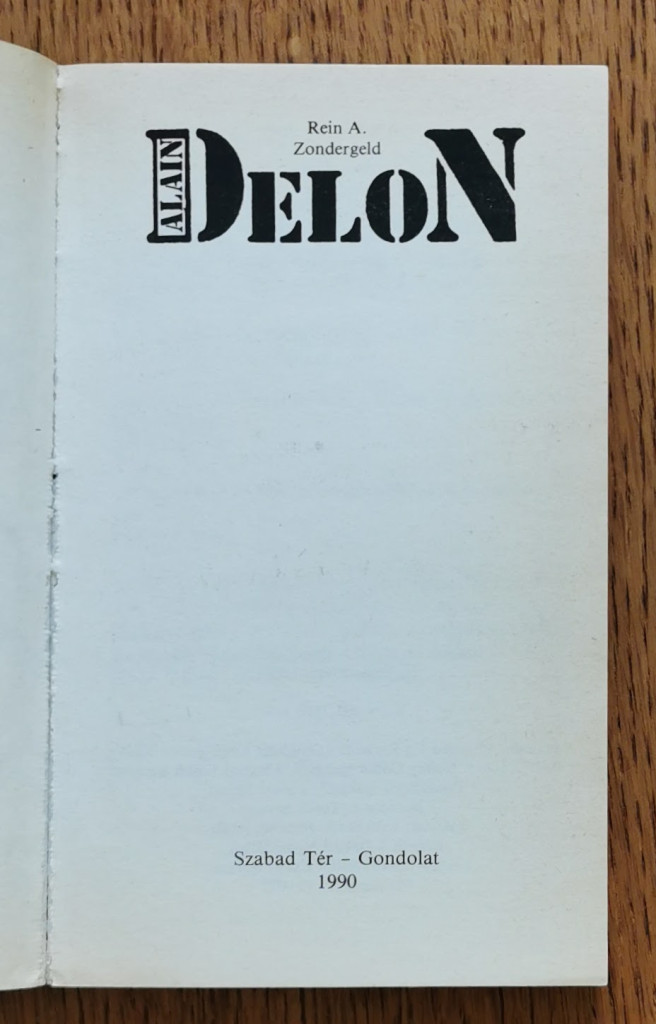 Rein A.
Zondergeld
ALAIN
DELON
Szabad Tér – Gondolat
1990